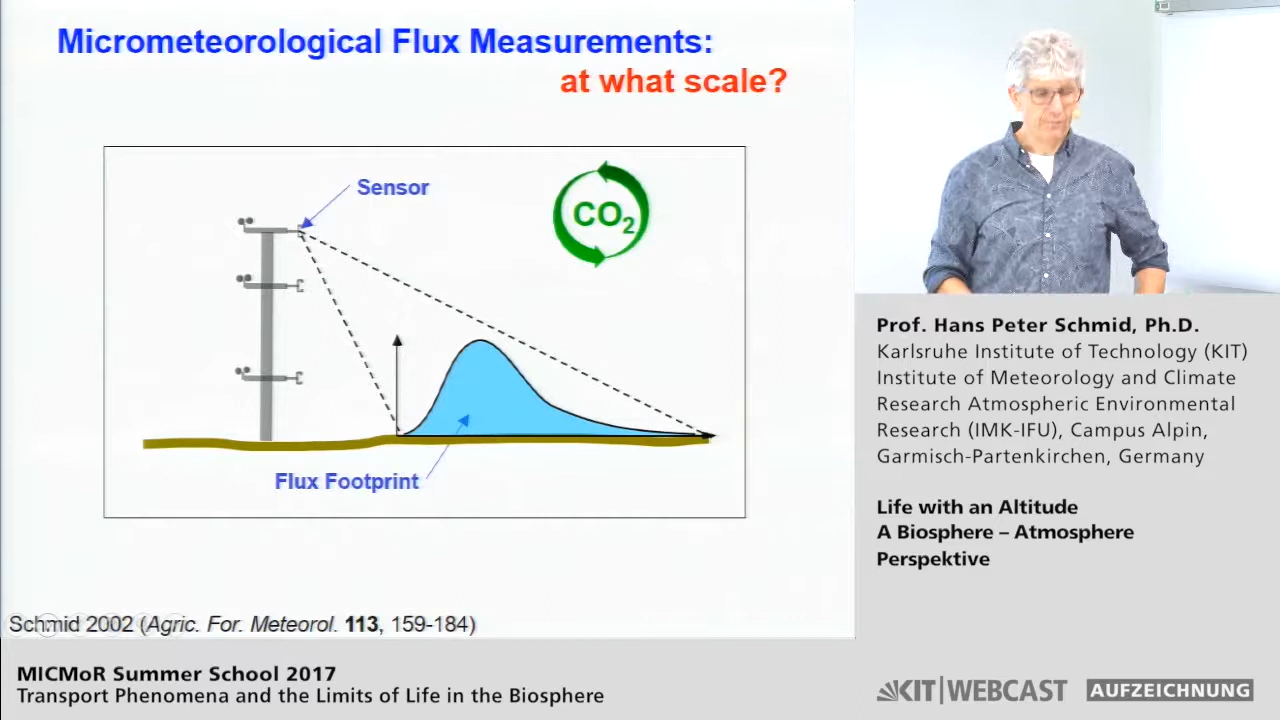 Micrometeorological Flux Measurements:
at what scale?
Sensor
CO2
Flux Footprint
Schmid 2002 (Agric. For. Meteorol. 113, 159-184)
Prof. Hans Peter Schmid, Ph.D.
Karlsruhe Institute of Technology (KIT)
Institute of Meteorology and Climate
Research Atmospheric Environmental
Research (IMK-IFU), Campus Alpin,
Garmisch-Partenkirchen, Germany
Life with an Altitude
A Biosphere – Atmosphere
Perspektive
MICMoR Summer School 2017
Transport Phenomena and the Limits of Life in the Biosphere
KIT|WEBCAST
AUFZEICHNUNG